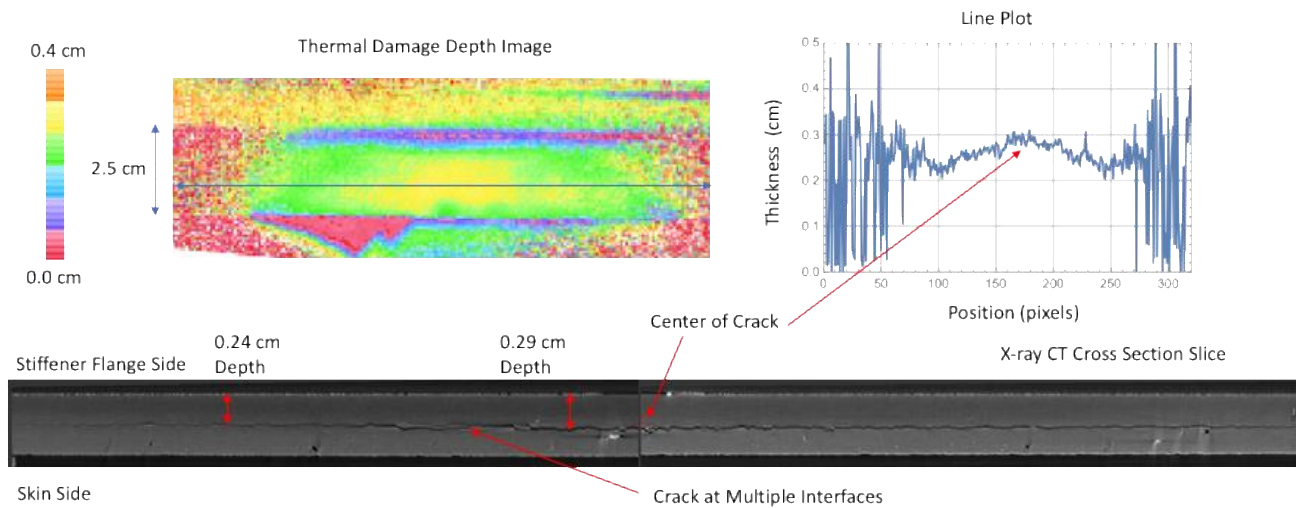 Thermal Damage Depth Image
0.4 cm
2.5 cm
0.0 cm
Line Plot
Thickness (cm)
0.5
0.4
0.3
0.2
0.1
0.0
0
50
100
150
200
250
300
Position (pixels)
Center of Crack
Stiffener Flange Side
0.24 cm
Depth
0.29 cm
Depth
X-ray CT Cross Section Slice
Skin Side
Crack at Multiple Interfaces